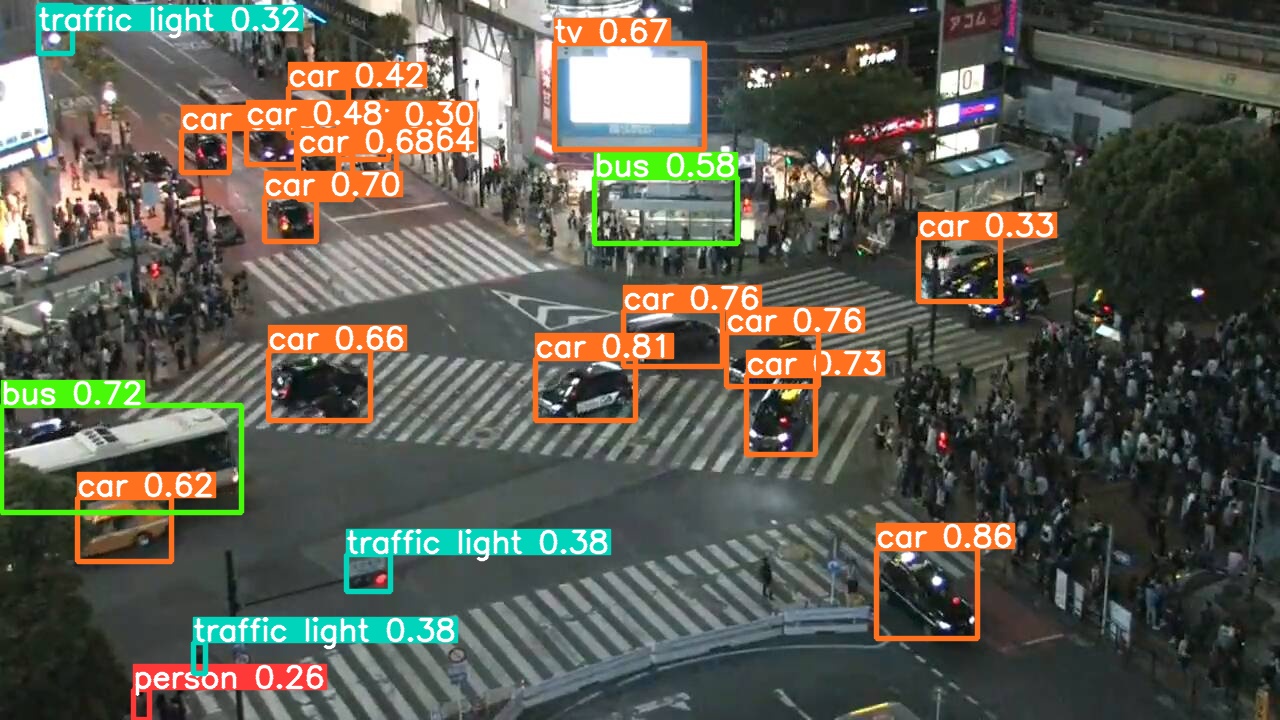 traffic light 0.32
tv 0.67
アコム
car 0.42
car 0.48
0.30
car
car 0.68
64
bus 0.58
car 0.70
car 0.33
car 0.76
car 0.76
car 0.66
car 0.81
car 0.73
bus 0.72
car 0.62
car 0.86
traffic light 0.38
traffic light 0.38
person 0.26